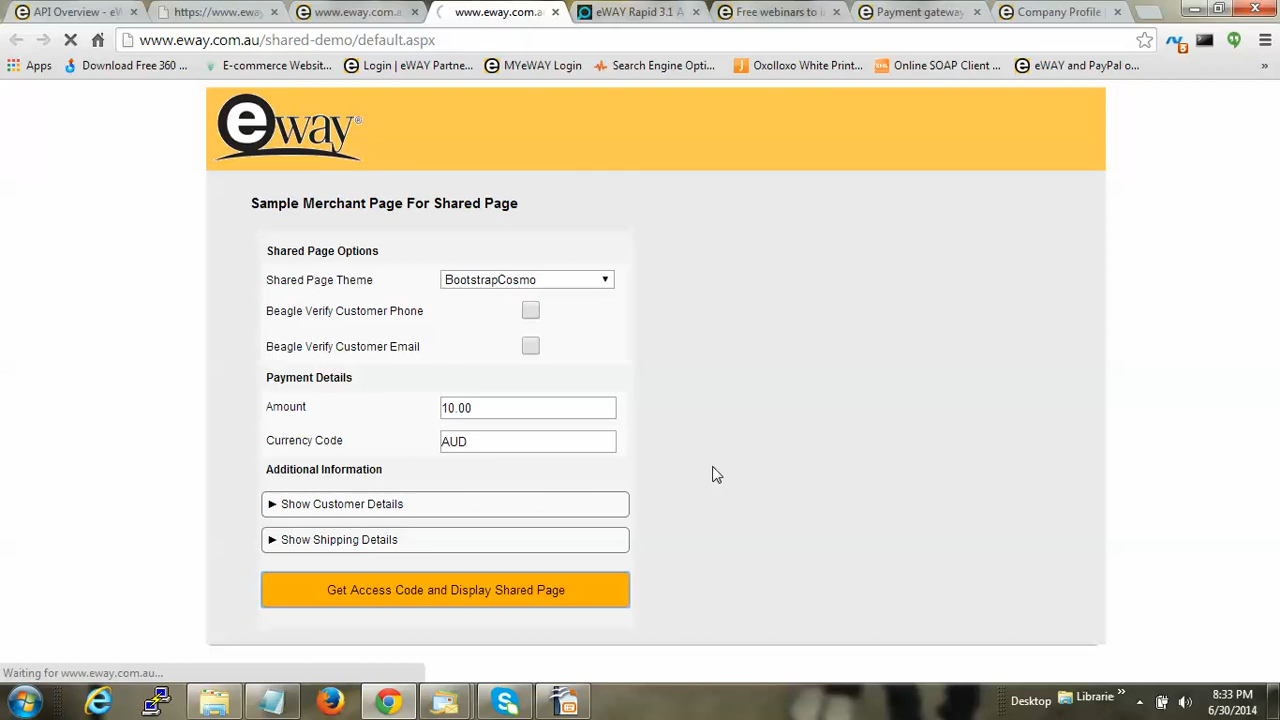 API Overview - eW
https://www.eway
www.eway.com.a
www.eway.com.a
eWAY Rapid 3.1 A
Free webinars to i
Payment gateway
Company Profile
www.eway.com.au/shared-demo/default.aspx
5
Apps
Download Free 360 ...
E-commerce Websit...
Login | eWAY Partne...
MYeWAY Login
Search Engine Opti...
Oxolloxo White Print...
Online SOAP Client ...
eWAY and PayPal o...
»
eway®
Sample Merchant Page For Shared Page
Shared Page Options
Shared Page Theme
BootstrapCosmo
Beagle Verify Customer Phone
Beagle Verify Customer Email
Payment Details
Amount
10.00
Currency Code
AUD
Additional Information
► Show Customer Details
► Show Shipping Details
Get Access Code and Display Shared Page
Waiting for www.eway.com.au...
Desktop
Librarie
»
8:33 PM
6/30/2014